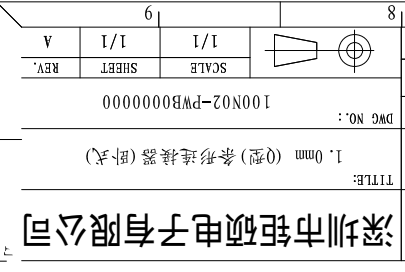 深圳市钜硕电子有限公司
TITLE:
1.0mm (Q型)条形连接器(卧式)
DWG NO.:
100N02-PWB00000000
SCALE SHEET REV.
1/1 1/1 A
8 9